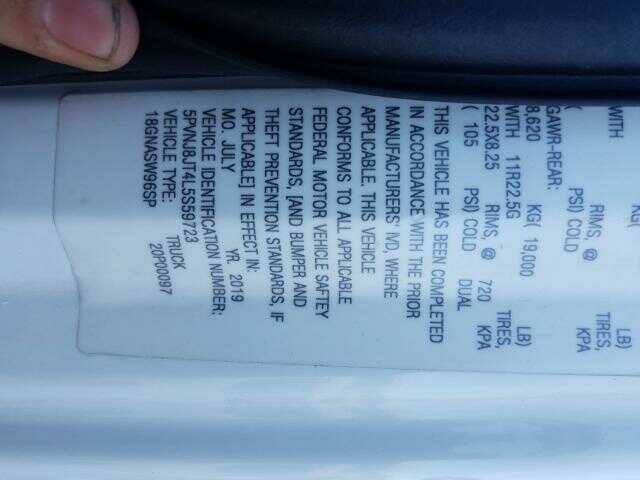 WITH
RIMS, @ TIRES,
PSI) COLD KPA
GAWR-REAR:
8,620 KG( 19,000 LB)
WITH 11R22.5G TIRES,
22.5X8.25 RIMS, @ 720 KPA
( 105 PSI) COLD DUAL
THIS VEHICLE HAS BEEN COMPLETED
IN ACCORDANCE WITH THE PRIOR
MANUFACTURERS' IVD, WHERE
APPLICABLE. THIS VEHICLE
CONFORMS TO ALL APPLICABLE
FEDERAL MOTOR VEHICLE SAFTEY
STANDARDS, [AND BUMPER AND
THEFT PREVENTION STANDARDS, IF
APPLICABLE] IN EFFECT IN:
MO. JULY YR. 2019
VEHICLE IDENTIFICATION NUMBER:
5PVNJ8JT4L5S59723
VEHICLE TYPE: TRUCK
18GNASW96SP 20P00097